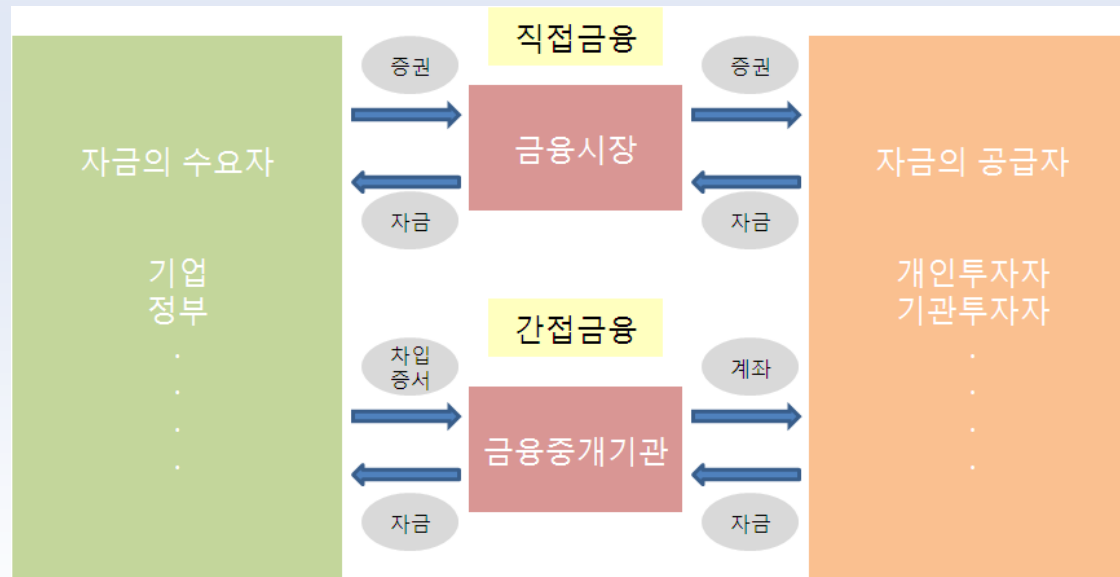 직접금융
증권
증권
자금의 수요자
금융시장
자금의 공급자
자금
자금
기업
정부
.
.
.
.
개인투자자
기관투자자
.
.
.
.
간접금융
차입
증서
계좌
금융중개기관
자금
자금